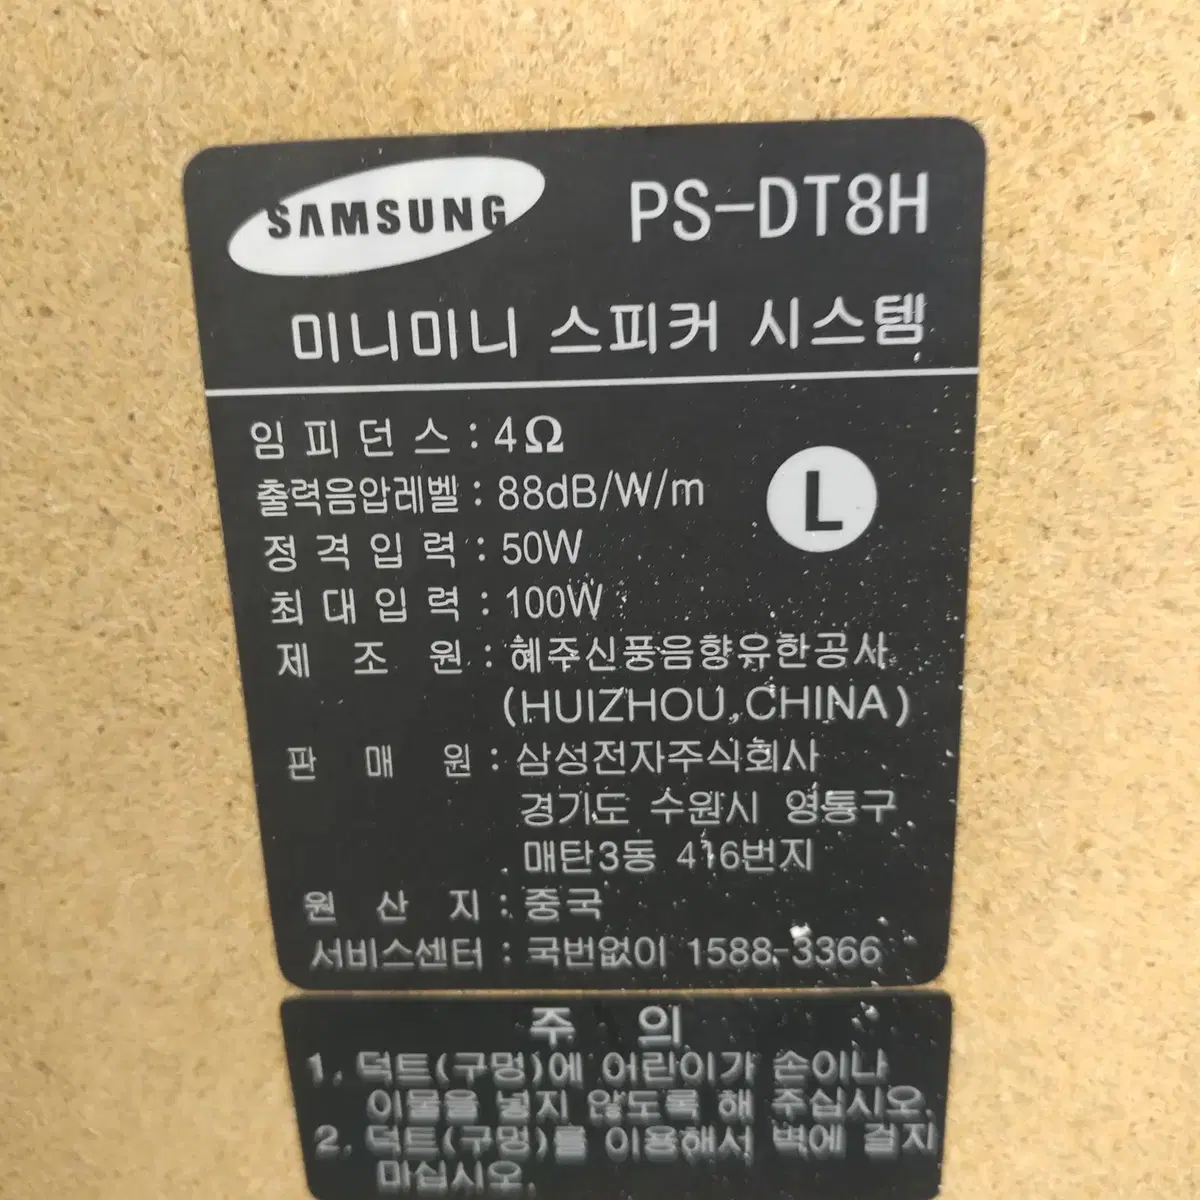 SAMSUNG PS-DT8H
미니미니 스피커 시스템
임피던스 : 4Ω
출력음압레벨 : 88dB/W/m
L
정격입력 : 50W
최대입력 : 100W
제조원 : 혜주신풍음향유한공사
(HUIZHOU,CHINA)
판매원 : 삼성전자주식회사
경기도 수원시 영통구
매탄3동 416번지
원산지 : 중국
서비스센터 : 국번없이 1588-3366
주 의
1. 덕트(구멍)에 어린이가 손이나
이물을 넣지 않도록 해 주십시오.
2. 덕트(구멍)를 이용해서 벽에 걸지
마십시오.